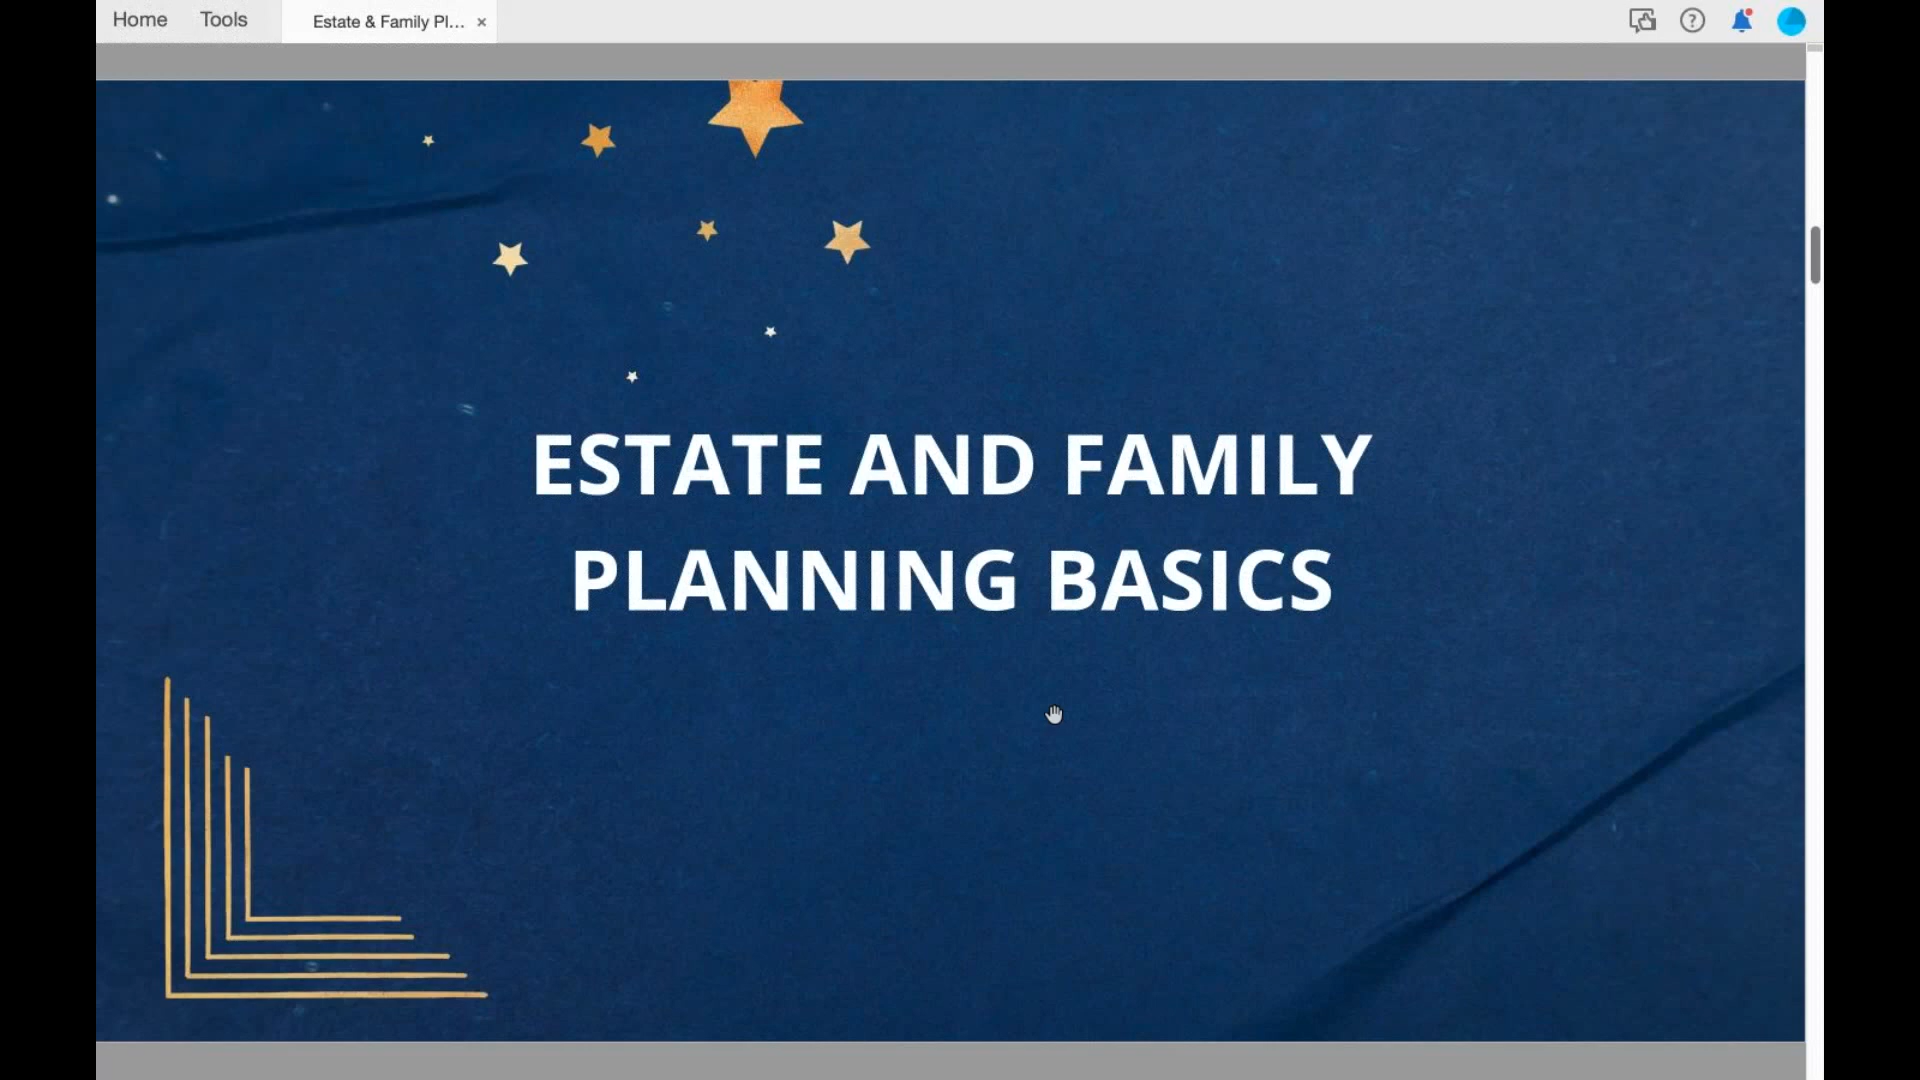 Home Tools Estate & Family Pl... ×
ESTATE AND FAMILY
PLANNING BASICS